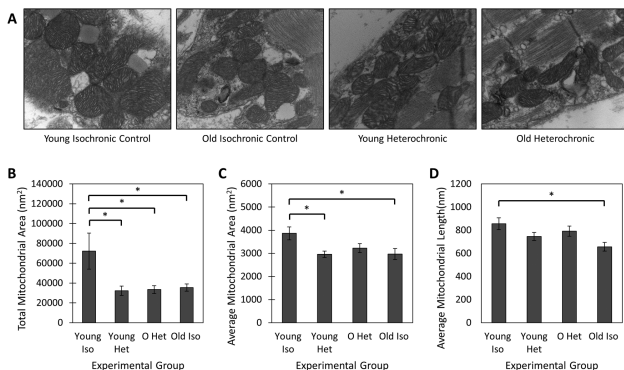 A
Young Isochronic Control
Old Isochronic Control
Young Heterochronic
Old Heterochronic
B
Total Mitochondrial Area (nm²)
140000
120000
100000
80000
60000
40000
20000
0
*
*
*
Young Iso
Young Het
O Het
Old Iso
Experimental Group
C
Average Mitochondrial Area (nm²)
6000
5000
4000
3000
2000
1000
0
*
*
Young Iso
Young Het
O Het
Old Iso
Experimental Group
D
Average Mitochondrial Length(nm)
1200
1000
800
600
400
200
0
*
Young Iso
Young Het
O Het
Old Iso
Experimental Group